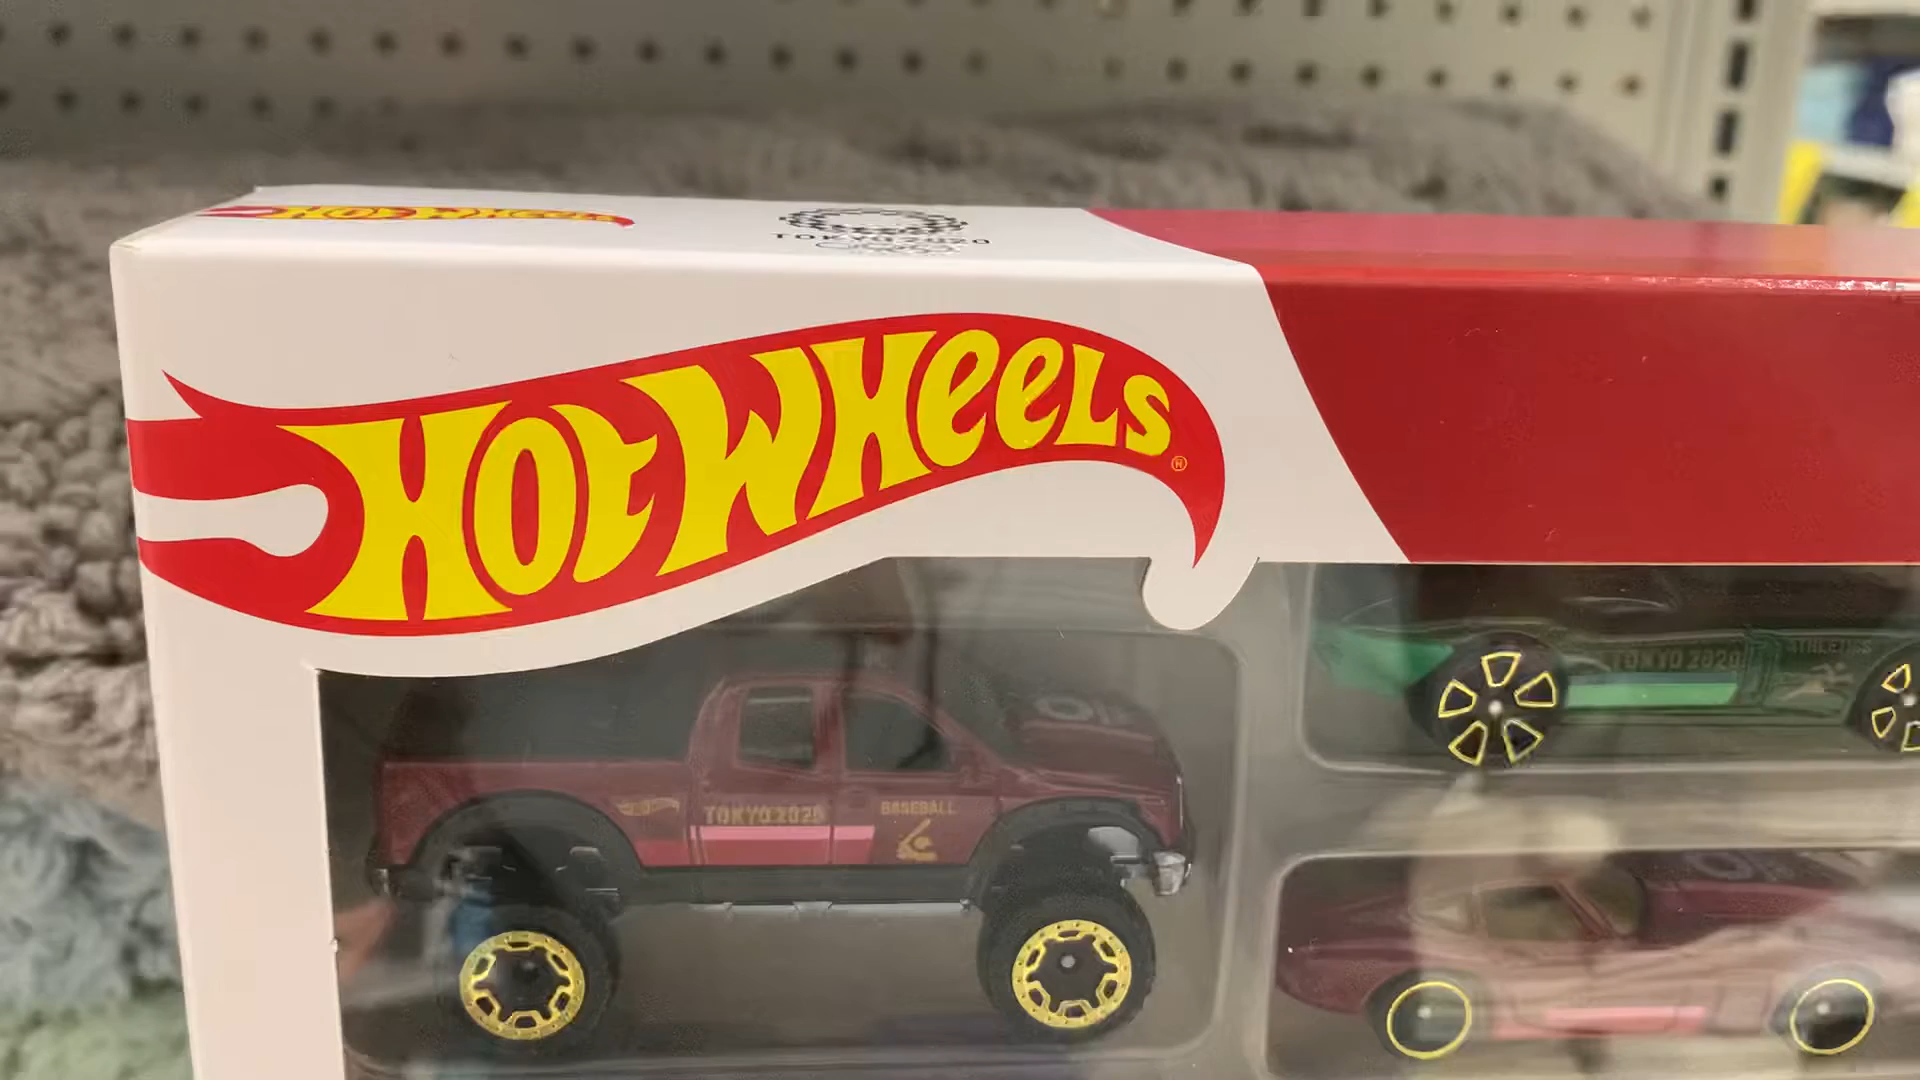 HOT WHEELS
TOKYO 2020
HOT WHEELS®
TOKYO 2020
ATHLETICS
TOKYO 2020
BASEBALL